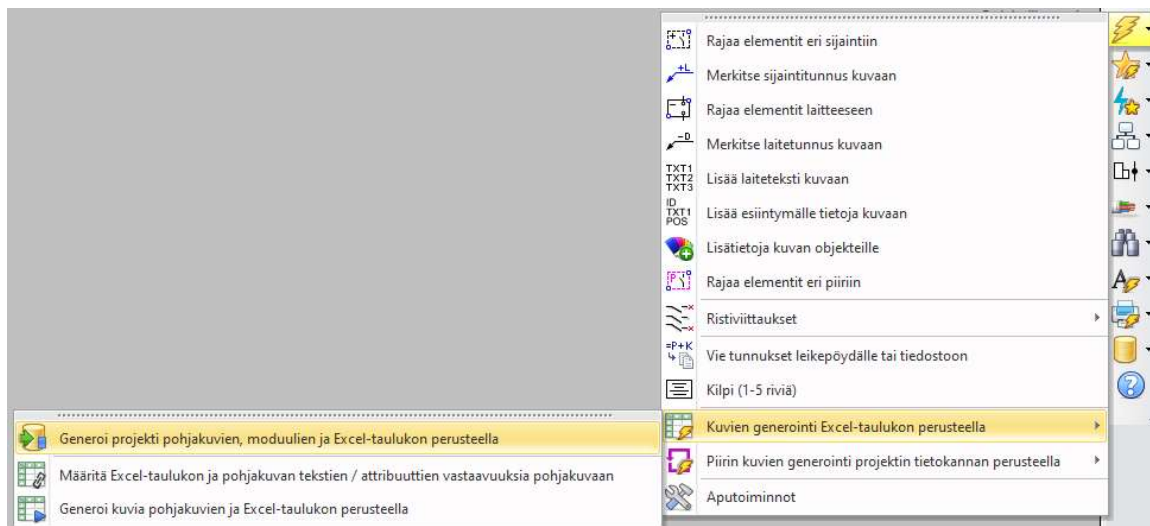 Rajaa elementit eri sijaintiin
+L
Merkitse sijaintitunnus kuvaan
Rajaa elementit laitteeseen
-D
Merkitse laitetunnus kuvaan
TXT1
TXT2
TXT3
Lisää laiteteksti kuvaan
ID
TXT1
POS
Lisää esiintymälle tietoja kuvaan
Lisätietoja kuvan objekteille
P
Rajaa elementit eri piiriin
Ristiviittaukset
=P+K
Vie tunnukset leikepöydälle tai tiedostoon
Kilpi (1-5 riviä)
Kuvien generointi Excel-taulukon perusteella
Piirin kuvien generointi projektin tietokannan perusteella
Aputoiminnot
Generoi projekti pohjakuvien, moduulien ja Excel-taulukon perusteella
Määritä Excel-taulukon ja pohjakuvan tekstien / attribuuttien vastaavuuksia pohjakuvaan
Generoi kuvia pohjakuvien ja Excel-taulukon perusteella
A
?